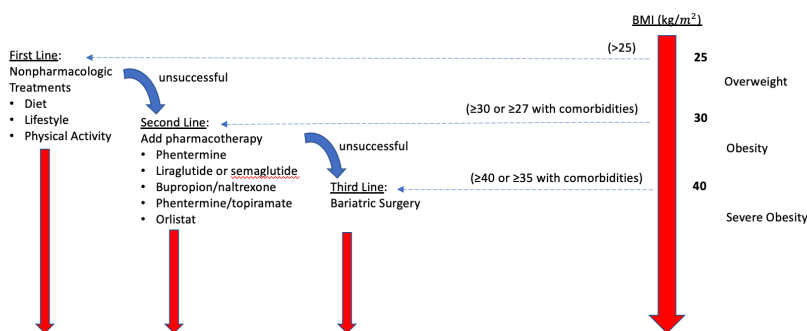 BMI (kg/m²)
(>25)
25
First Line:
Nonpharmologic
Treatments
• Diet
• Lifestyle
• Physical Activity
unsuccessful
Overweight
(≥30 or ≥27 with comorbidities)
30
Second Line:
Add pharmacotherapy
• Phentermine
• Liraglutide or semaglutide
• Bupropion/naltrexone
• Phentermine/topiramate
• Orlistat
unsuccessful
Obesity
(≥40 or ≥35 with comorbidities)
40
Third Line:
Bariatric Surgery
Severe Obesity